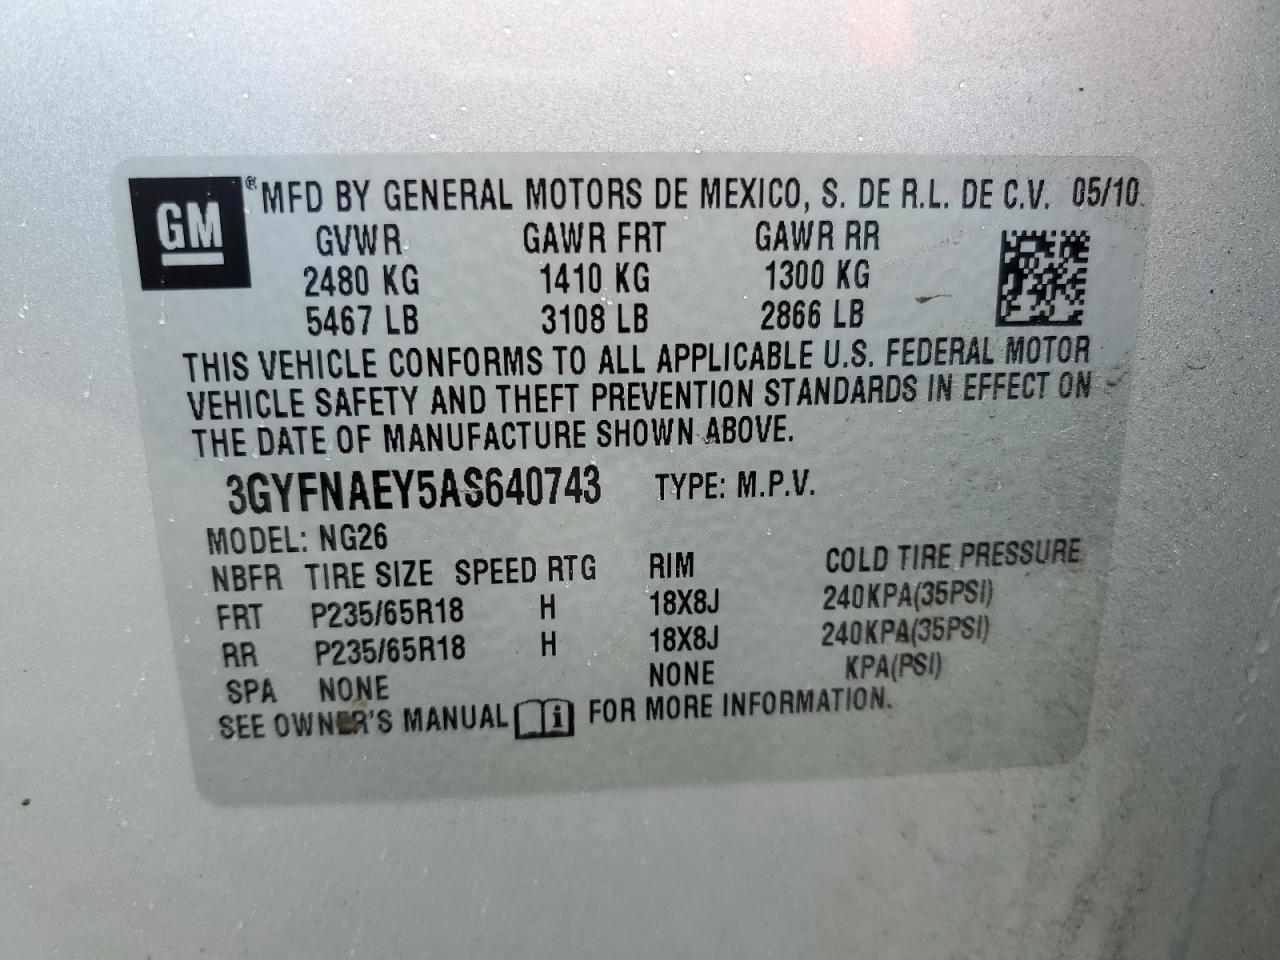 GM ® MFD BY GENERAL MOTORS DE MEXICO, S. DE R.L. DE C.V. 05/10
GVWR GAWR FRT GAWR RR
2480 KG 1410 KG 1300 KG
5467 LB 3108 LB 2866 LB
THIS VEHICLE CONFORMS TO ALL APPLICABLE U.S. FEDERAL MOTOR
VEHICLE SAFETY AND THEFT PREVENTION STANDARDS IN EFFECT ON
THE DATE OF MANUFACTURE SHOWN ABOVE.
3GYFNAEY5AS640743 TYPE: M.P.V.
MODEL: NG26
NBFR TIRE SIZE SPEED RTG RIM COLD TIRE PRESSURE
FRT P235/65R18 H 18X8J 240KPA(35PSI)
RR P235/65R18 H 18X8J 240KPA(35PSI)
SPA NONE NONE KPA(PSI)
SEE OWNER'S MANUAL i FOR MORE INFORMATION.